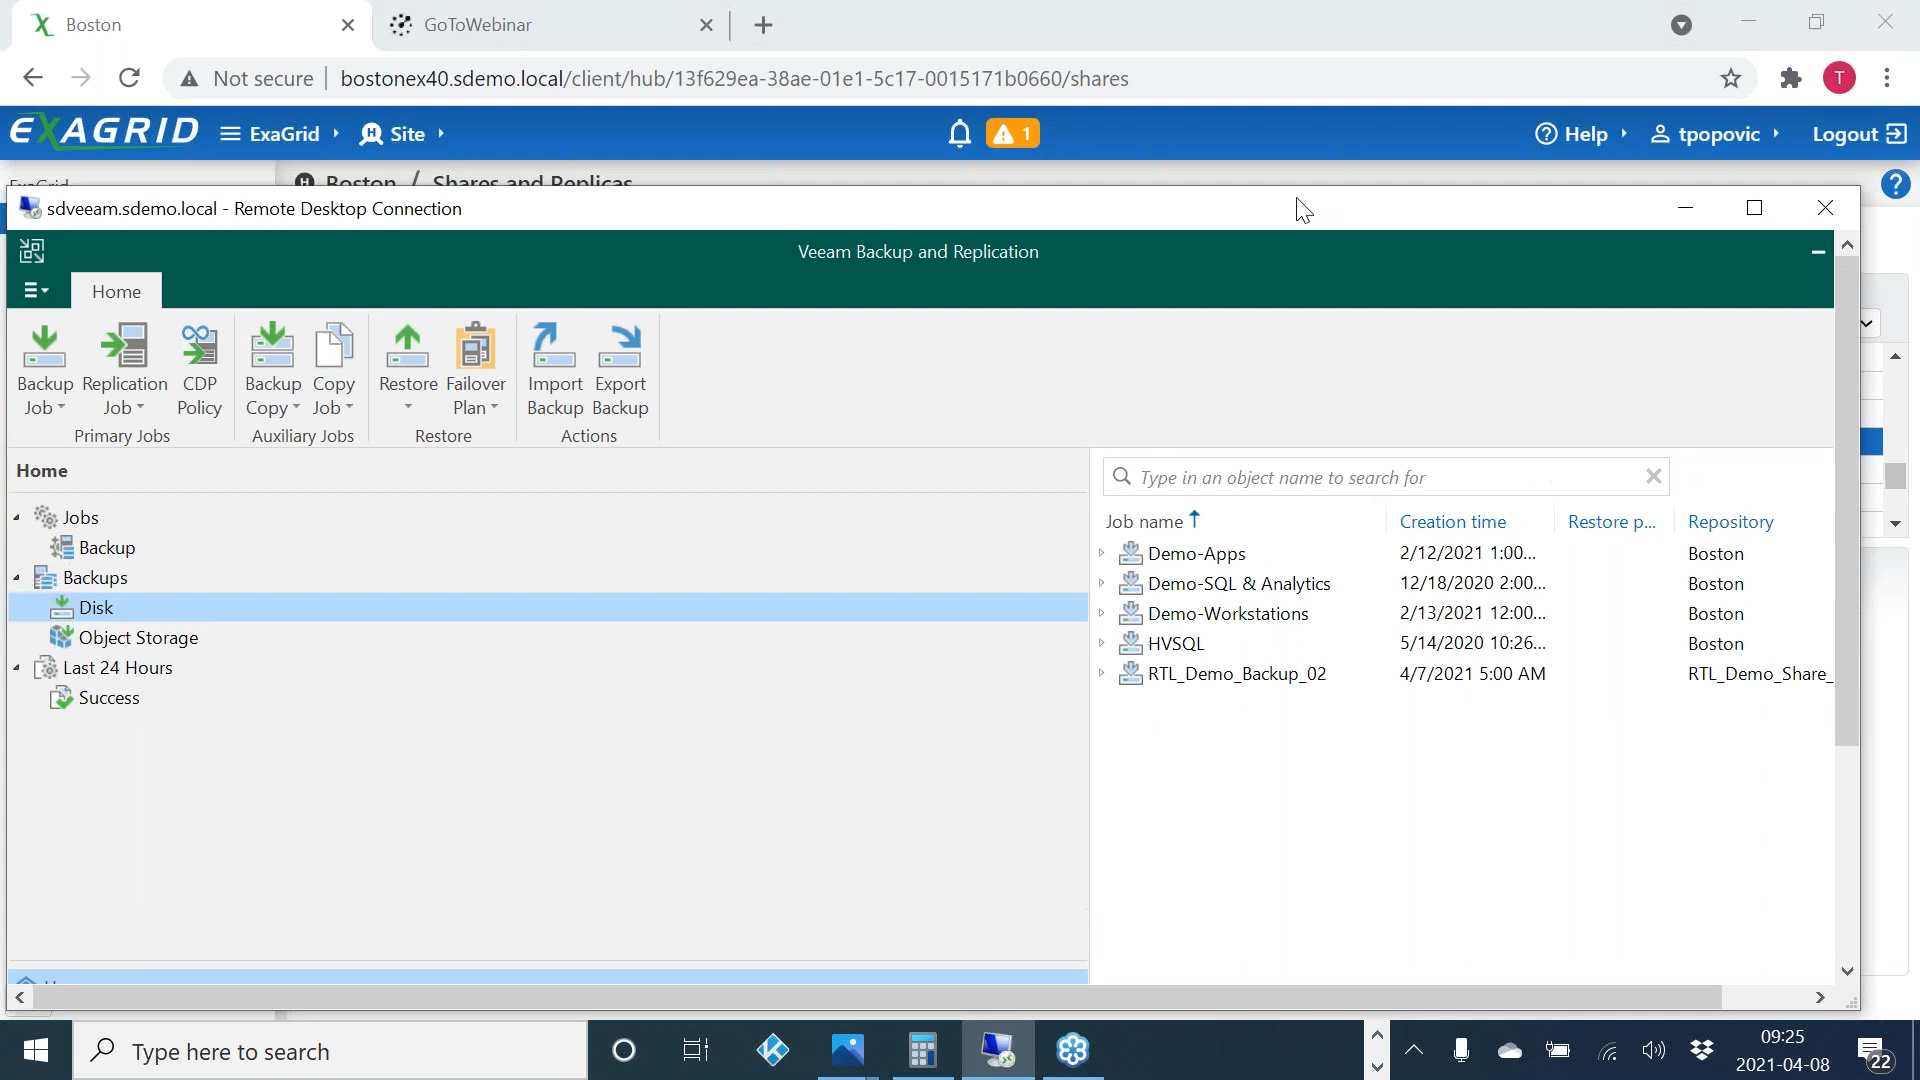 Boston
GoToWebinar
Not secure
bostonex40.sdemo.local/client/hub/13f629ea-38ae-01e1-5c17-0015171b0660/shares
T
EXAGRID
ExaGrid
Site
1
Help
tpopovic
Logout
ExaGrid
Boston / Shares and Replicas
sdveeam.sdemo.local - Remote Desktop Connection
Veeam Backup and Replication
Home
Backup Job
Replication Job
CDP Policy
Backup Copy
Copy Job
Restore
Failover Plan
Import Backup
Export Backup
Primary Jobs
Auxiliary Jobs
Restore
Actions
Home
Jobs
Backup
Backups
Disk
Object Storage
Last 24 Hours
Success
Type in an object name to search for
Job name Creation time Restore p... Repository
Demo-Apps 2/12/2021 1:00... Boston
Demo-SQL & Analytics 12/18/2020 2:00... Boston
Demo-Workstations 2/13/2021 12:00... Boston
HVSQL 5/14/2020 10:26... Boston
RTL_Demo_Backup_02 4/7/2021 5:00 AM RTL_Demo_Share_
Type here to search
09:25
2021-04-08
22